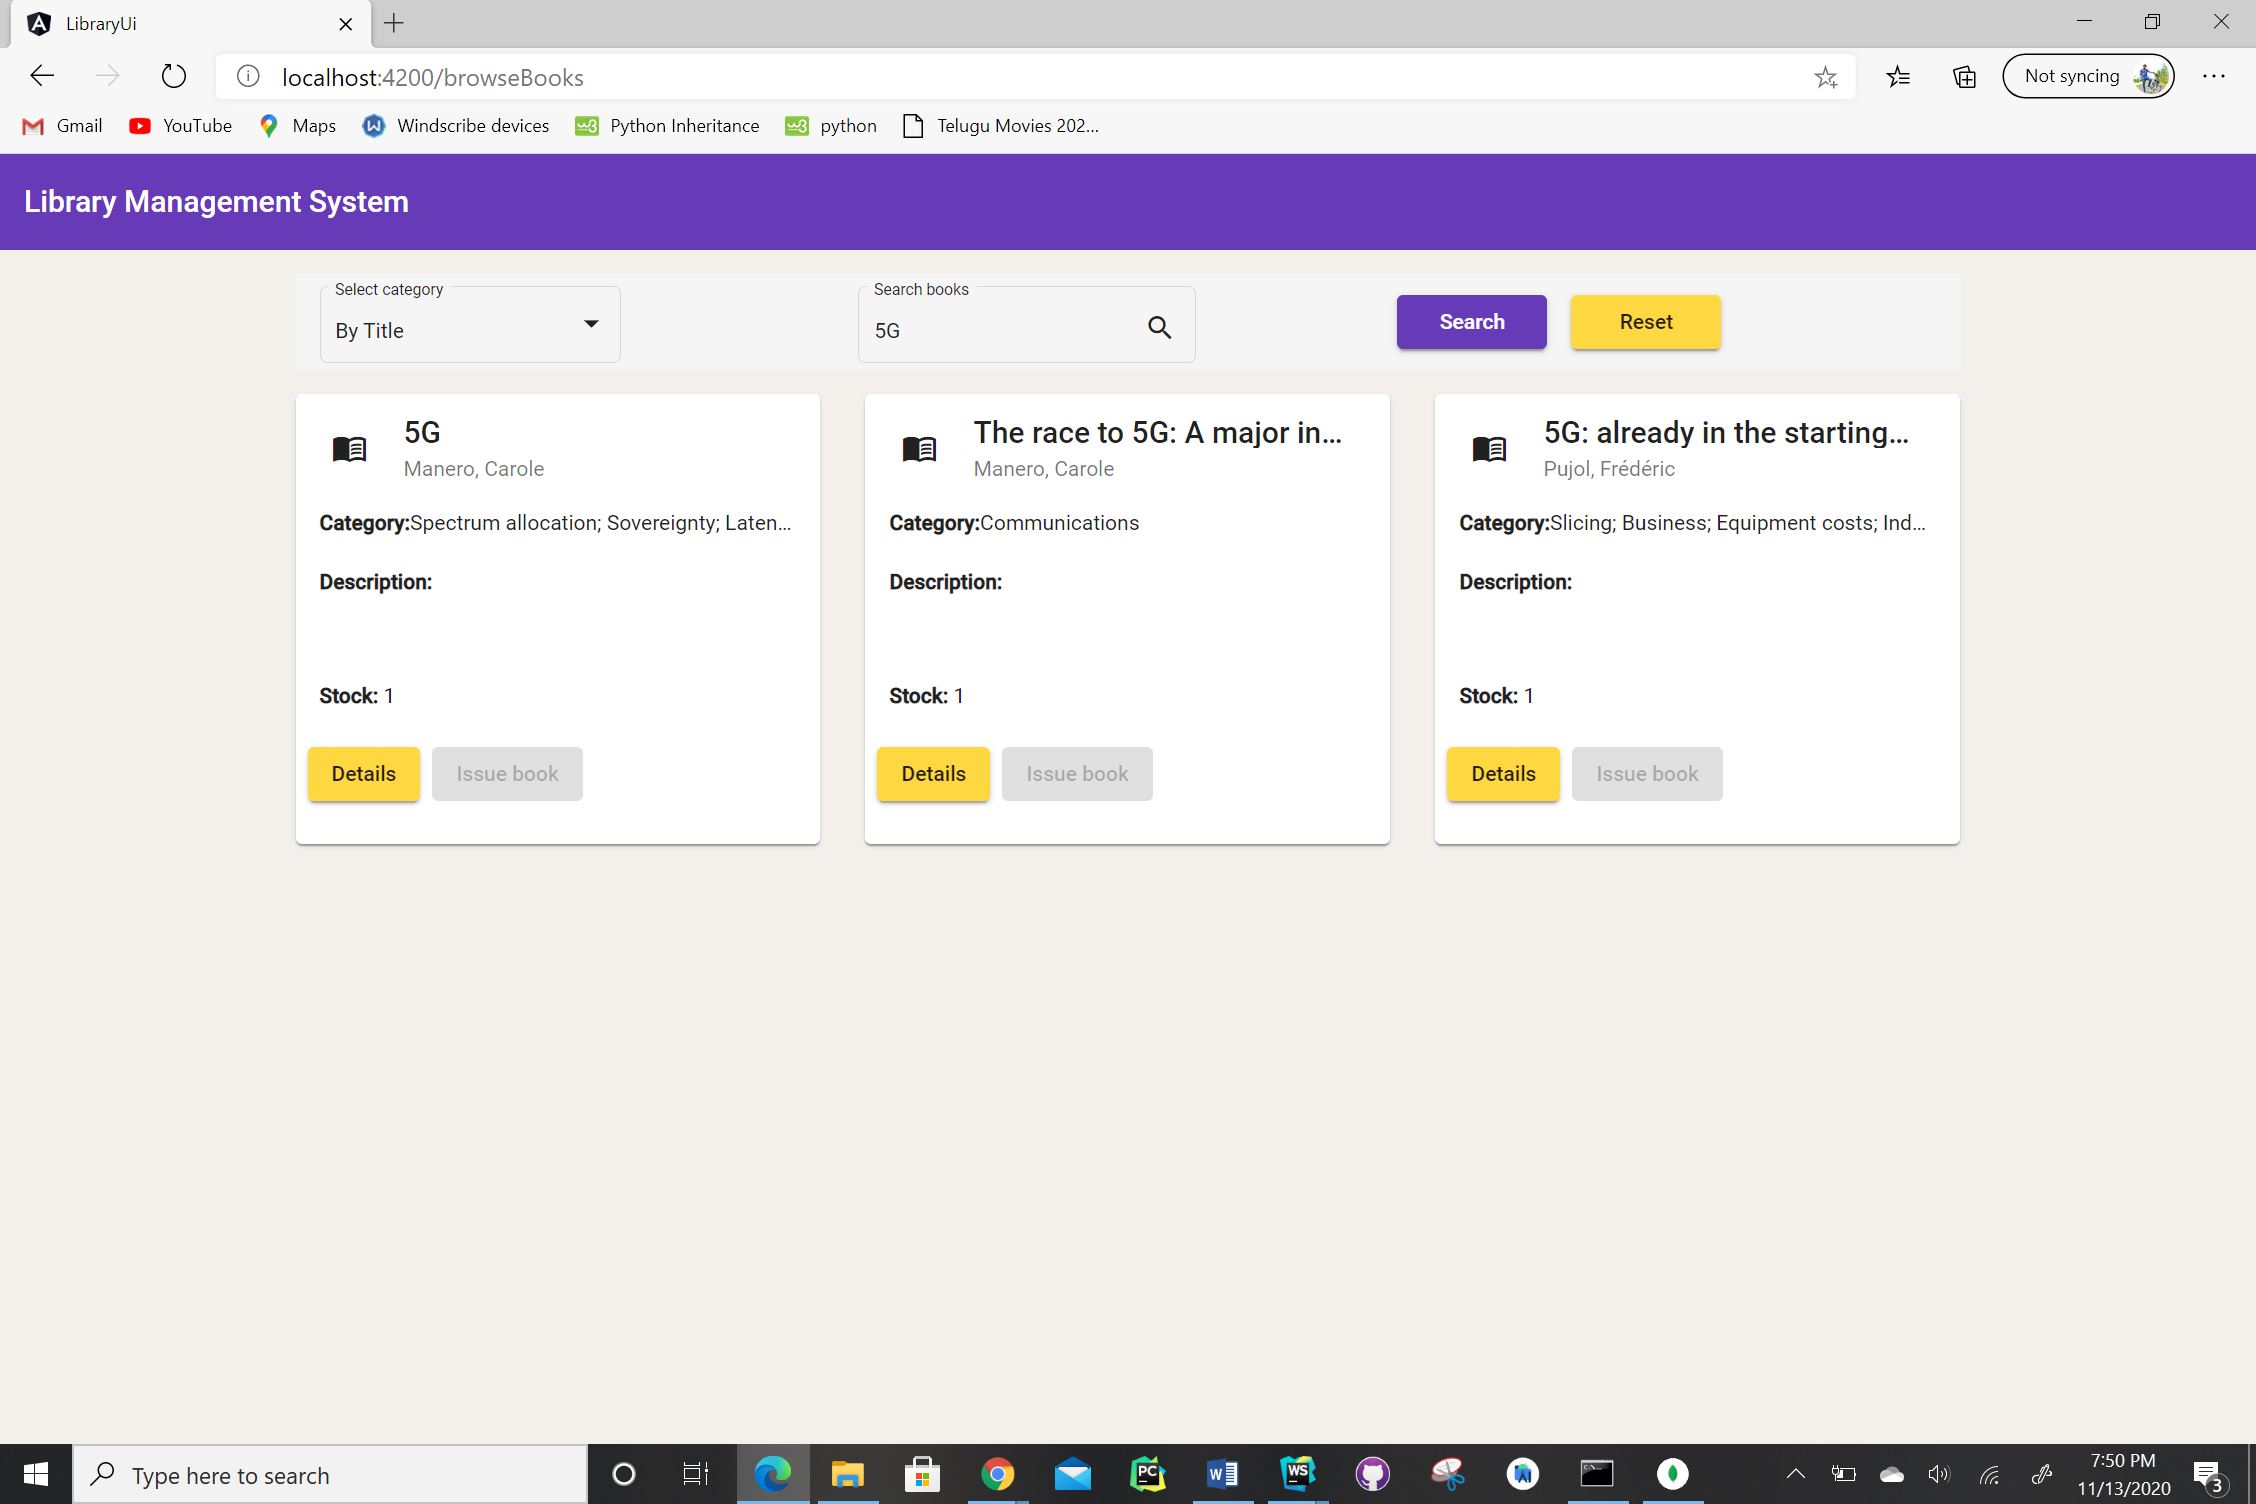 LibraryUi
localhost:4200/browseBooks
Not syncing
Gmail YouTube Maps Windscribe devices Python Inheritance python Telugu Movies 202...
Library Management System
Select category
By Title
Search books
5G
Search
Reset
5G
Manero, Carole
Category:Spectrum allocation; Sovereignty; Laten...
Description:
Stock: 1
Details Issue book
The race to 5G: A major in...
Manero, Carole
Category:Communications
Description:
Stock: 1
Details Issue book
5G: already in the starting...
Pujol, Frédéric
Category:Slicing; Business; Equipment costs; Ind...
Description:
Stock: 1
Details Issue book
Type here to search
PC
W
WS
7:50 PM
11/13/2020
3